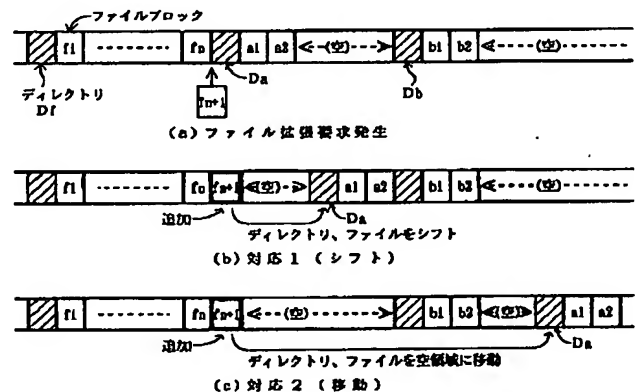 ファイルブロック
f1 fn a1 a2 (空) b1 b2 (空)
ディレクトリ
Df
fn+1
Da
Db
(a)ファイル拡張要求発生
f1 fn fn+1 (空) a1 a2 b1 b2 (空)
追加
Da
ディレクトリ、ファイルをシフト
(b)対応1(シフト)
f1 fn fn+1 (空) b1 b2 (空) a1 a2
追加
Da
ディレクトリ、ファイルを空領域に移動
(c)対応2(移動)